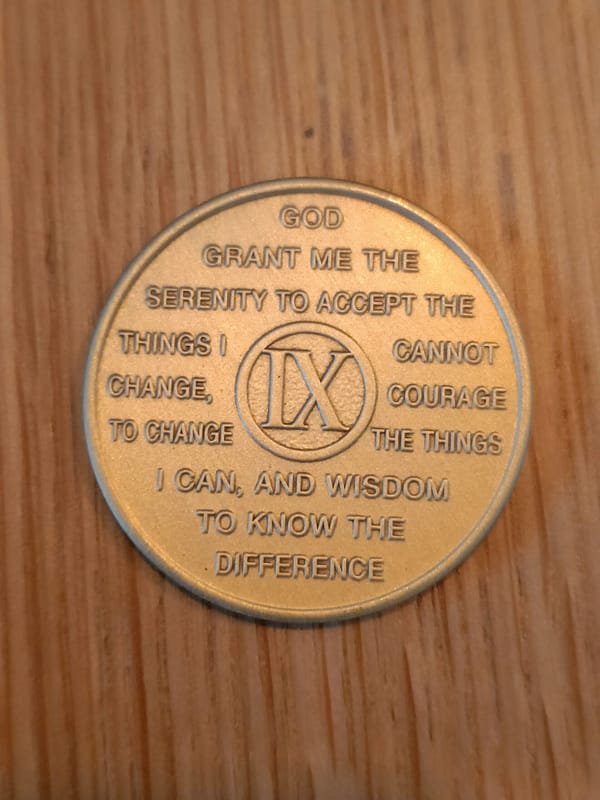 GOD
GRANT ME THE
SERENITY TO ACCEPT THE
THINGS I CANNOT
CHANGE, COURAGE
TO CHANGE THE THINGS
I CAN, AND WISDOM
TO KNOW THE
DIFFERENCE
IX